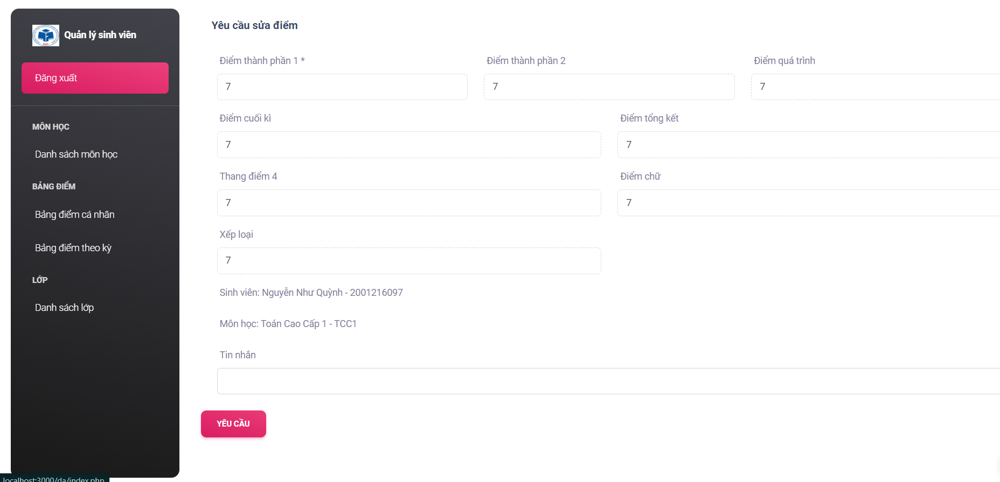 Quản lý sinh viên
Đăng xuất
MÔN HỌC
Danh sách môn học
BẢNG ĐIỂM
Bảng điểm cá nhân
Bảng điểm theo kỳ
LỚP
Danh sách lớp
Yêu cầu sửa điểm
Điểm thành phần 1 *
Điểm thành phần 2
Điểm quá trình
7
7
7
Điểm cuối kì
Điểm tổng kết
7
7
Thang điểm 4
Điểm chữ
7
7
Xếp loại
7
Sinh viên: Nguyễn Như Quỳnh - 2001216097
Môn học: Toán Cao Cấp 1 - TCC1
Tin nhắn
YÊU CẦU
localhost:3000/da/index.php